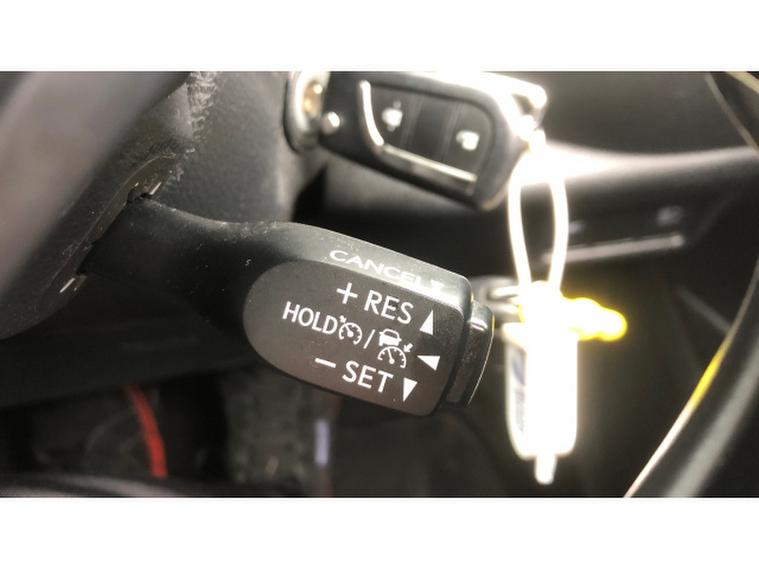 CANCEL▼
+ RES ▲
HOLD / ◀
− SET ▼